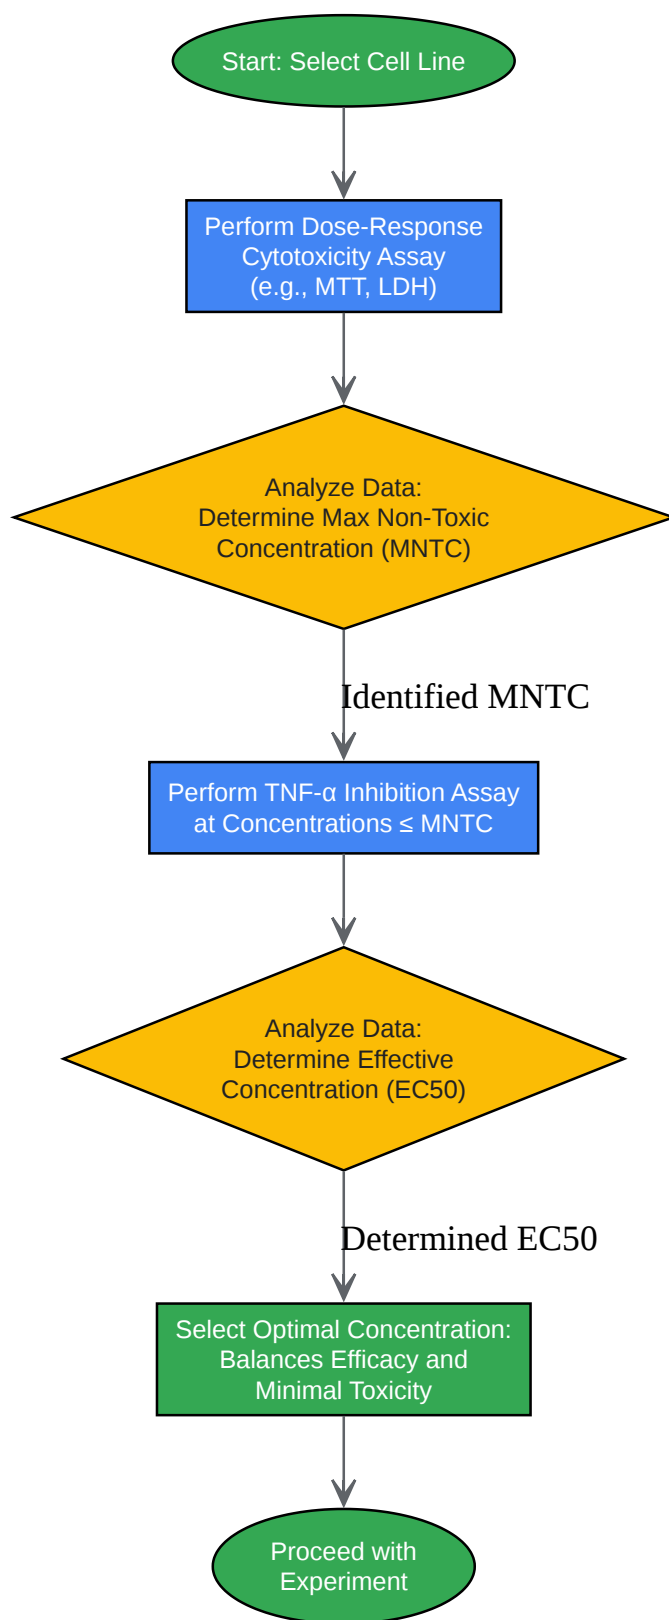 Start: Select Cell Line
Perform Dose-Response
Cytotoxicity Assay
(e.g., MTT, LDH)
Analyze Data:
Determine Max Non-Toxic
Concentration (MNTC)
Identified MNTC
Perform TNF-α Inhibition Assay
at Concentrations ≤ MNTC
Analyze Data:
Determine Effective
Concentration (EC50)
Determined EC50
Select Optimal Concentration:
Balances Efficacy and
Minimal Toxicity
Proceed with
Experiment